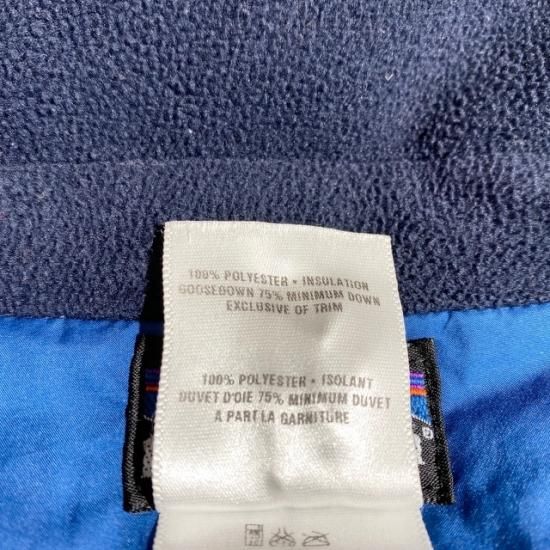 100% POLYESTER • INSULATION
GOOSEDOWN 75% MINIMUM DOWN
EXCLUSIVE OF TRIM
100% POLYESTER • ISOLANT
DUVET D'OIE 75% MINIMUM DUVET
A PART LA GARNITURE
®